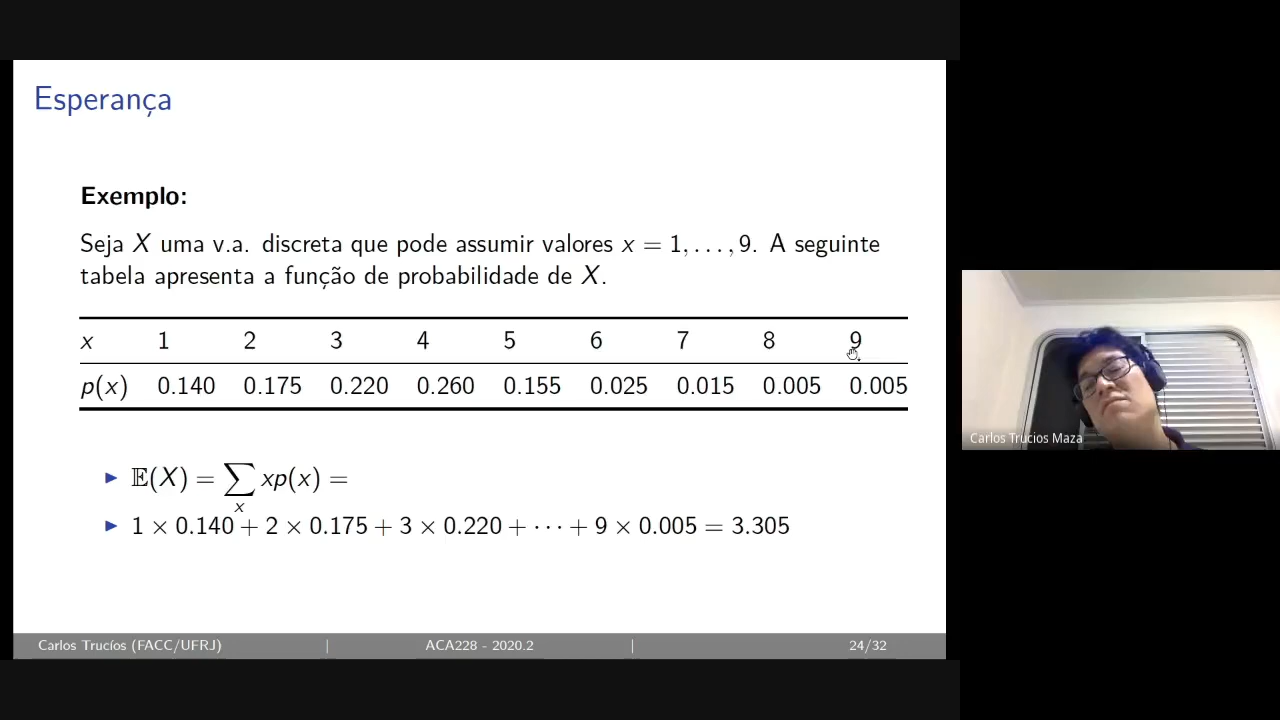 Esperança
Exemplo:
Seja X uma v.a. discreta que pode assumir valores x = 1, . . . , 9. A seguinte
tabela apresenta a função de probabilidade de X.
x 1 2 3 4 5 6 7 8 9
p(x) 0.140 0.175 0.220 0.260 0.155 0.025 0.015 0.005 0.005
▶ 𝔼(X) = ∑ xp(x) =
x
▶ 1 × 0.140 + 2 × 0.175 + 3 × 0.220 + · · · + 9 × 0.005 = 3.305
Carlos Trucíos (FACC/UFRJ) | ACA228 - 2020.2 | 24/32
Carlos Trucios Maza